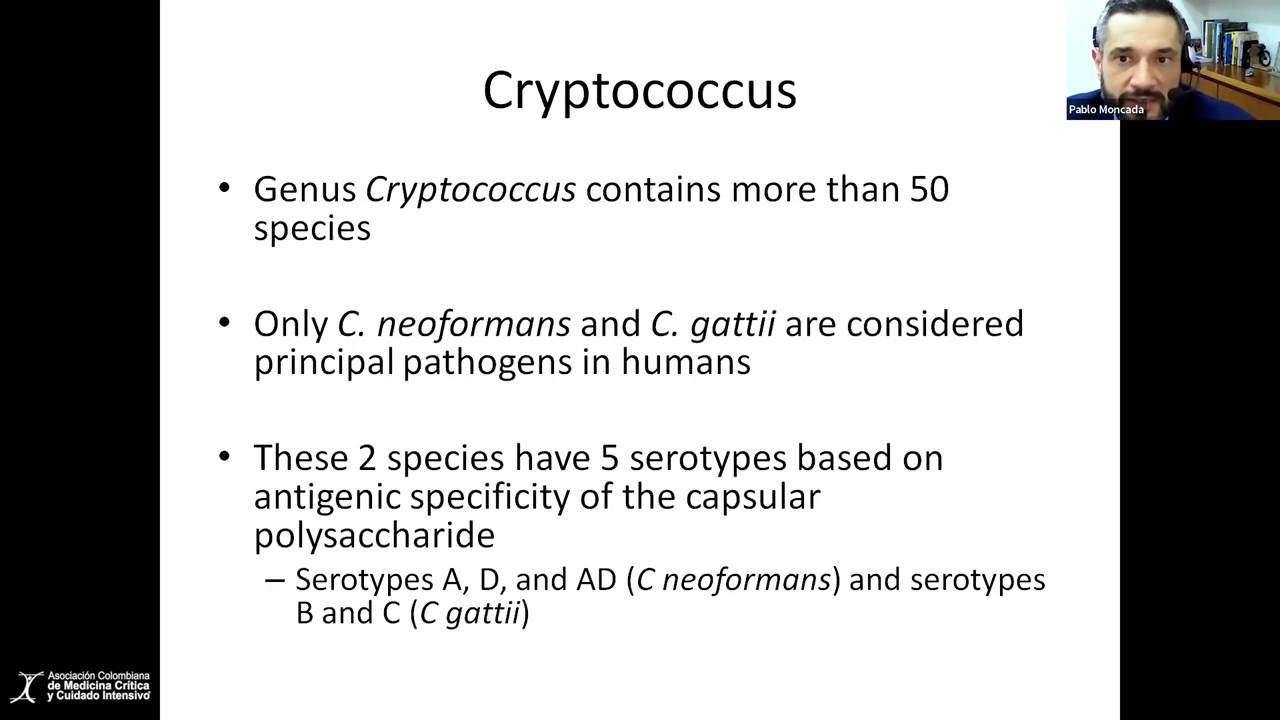 Cryptococcus
Pablo Moncada
• Genus Cryptococcus contains more than 50
species
• Only C. neoformans and C. gattii are considered
principal pathogens in humans
• These 2 species have 5 serotypes based on
antigenic specificity of the capsular
polysaccharide
– Serotypes A, D, and AD (C neoformans) and serotypes
B and C (C gattii)
Asociación Colombiana
de Medicina Crítica
y Cuidado Intensivo